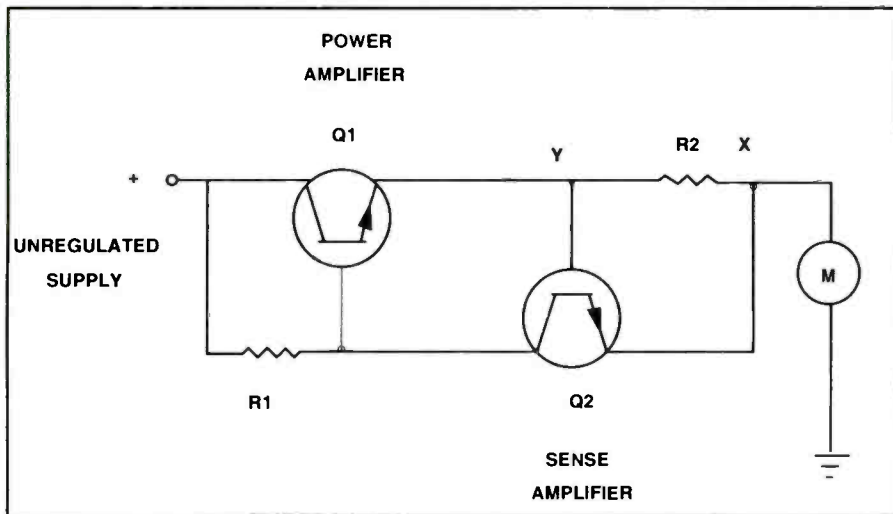 POWER
AMPLIFIER
Q1
Y
R2
X
+
UNREGULATED
SUPPLY
M
R1
Q2
SENSE
AMPLIFIER